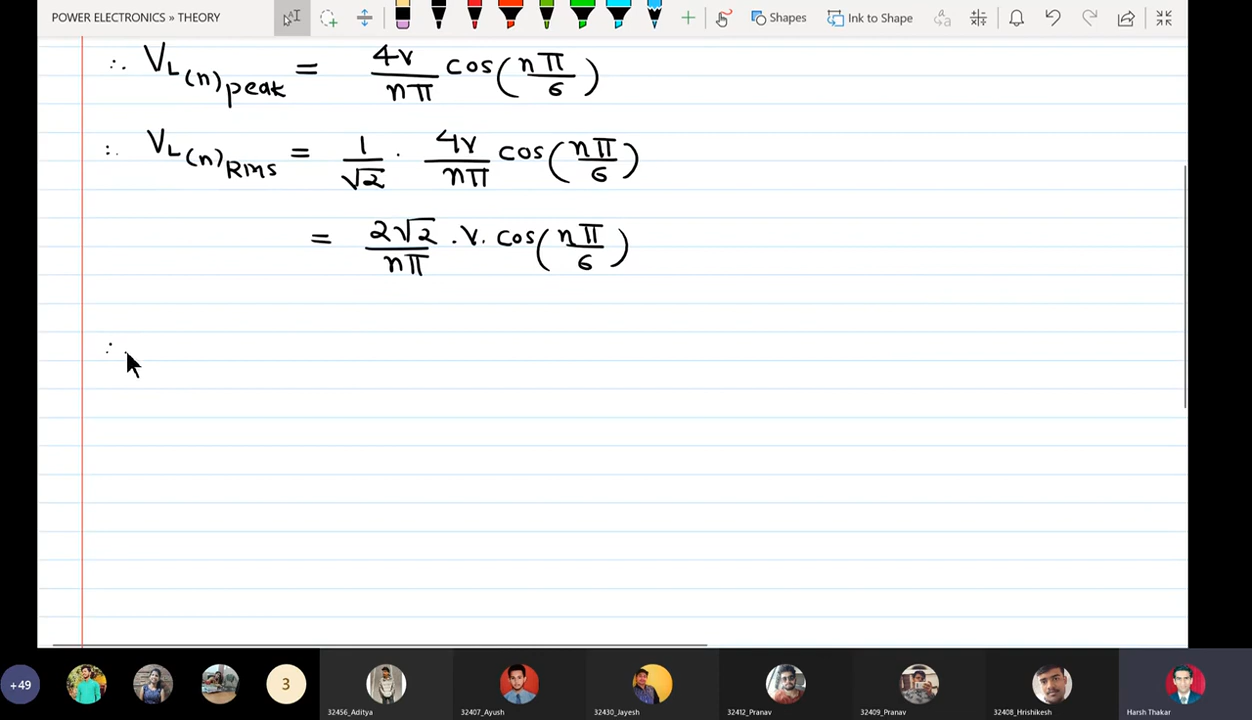 POWER ELECTRONICS » THEORY
Shapes
Ink to Shape
∴ V_L(n)peak = 4V/nπ cos(nπ/6)
∴ V_L(n)Rms = 1/√2 · 4V/nπ cos(nπ/6)
= 2√2/nπ · V · cos(nπ/6)
∴
+49
3
32456_Aditya
32407_Ayush
32430_Jayesh
32412_Pranav
32409_Pranav
32408_Hrishikesh
Harsh Thakar